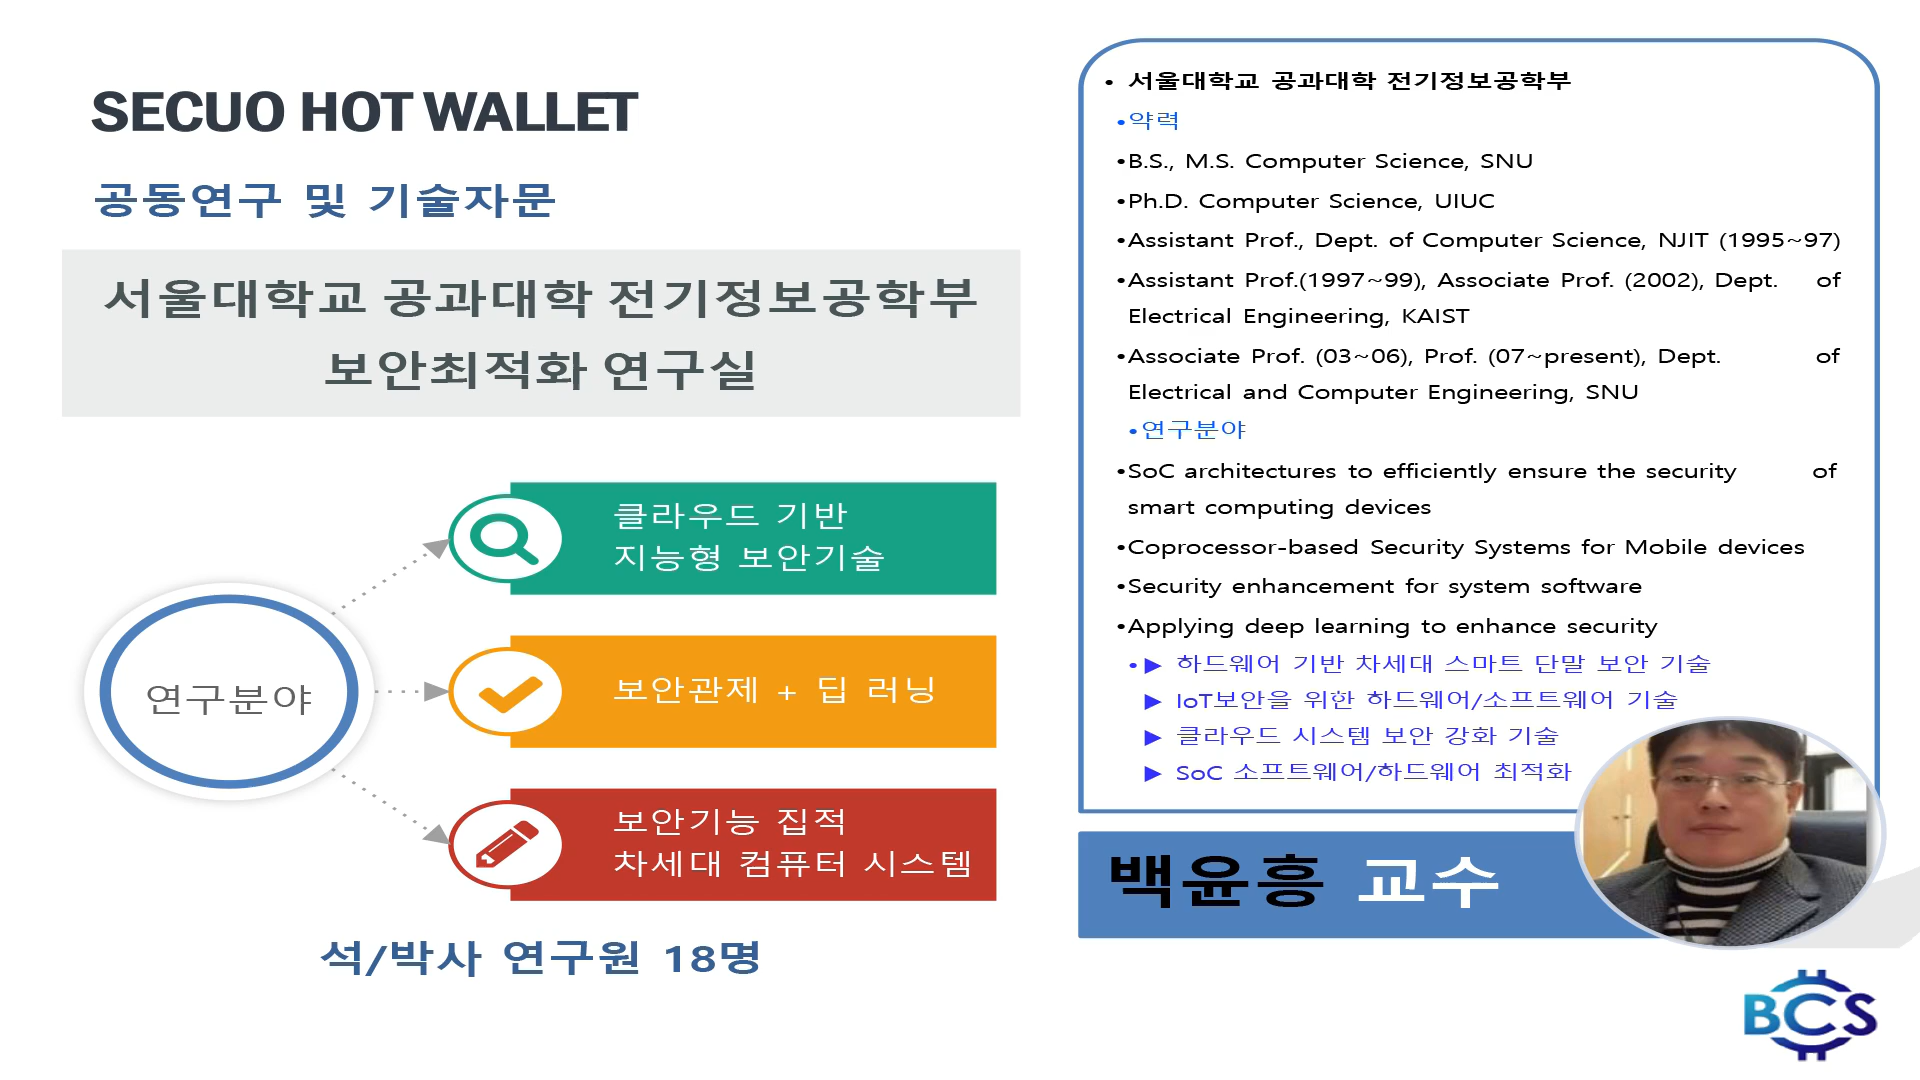 SECUO HOT WALLET
공동연구 및 기술자문
서울대학교 공과대학 전기정보공학부
보안최적화 연구실
연구분야
클라우드 기반
지능형 보안기술
보안관제 + 딥 러닝
보안기능 집적
차세대 컴퓨터 시스템
석/박사 연구원 18명
• 서울대학교 공과대학 전기정보공학부
•약력
•B.S., M.S. Computer Science, SNU
•Ph.D. Computer Science, UIUC
•Assistant Prof., Dept. of Computer Science, NJIT (1995~97)
•Assistant Prof.(1997~99), Associate Prof. (2002), Dept. of
Electrical Engineering, KAIST
•Associate Prof. (03~06), Prof. (07~present), Dept. of
Electrical and Computer Engineering, SNU
•연구분야
•SoC architectures to efficiently ensure the security of
smart computing devices
•Coprocessor-based Security Systems for Mobile devices
•Security enhancement for system software
•Applying deep learning to enhance security
•▶ 하드웨어 기반 차세대 스마트 단말 보안 기술
▶ IoT보안을 위한 하드웨어/소프트웨어 기술
▶ 클라우드 시스템 보안 강화 기술
▶ SoC 소프트웨어/하드웨어 최적화
백윤흥 교수
BCS